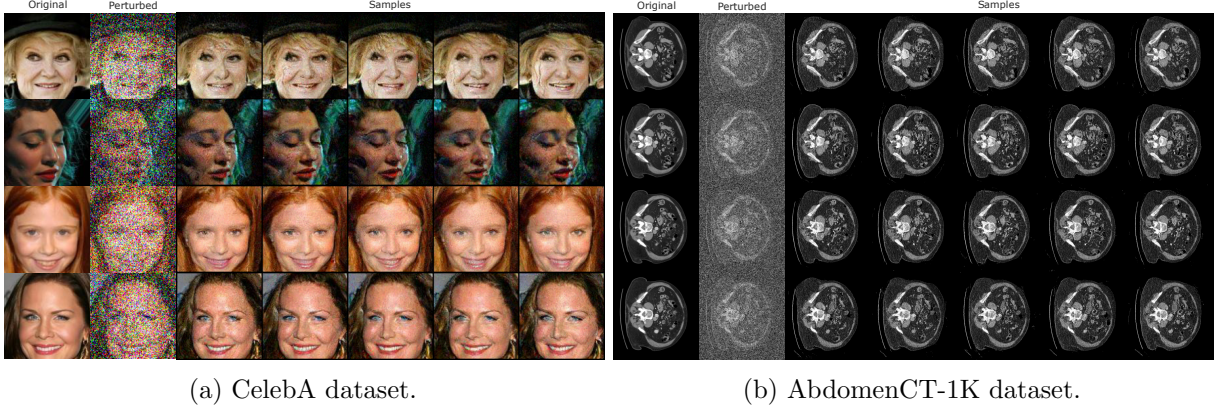 Original Perturbed Samples Original Perturbed Samples
(a) CelebA dataset. (b) AbdomenCT-1K dataset.